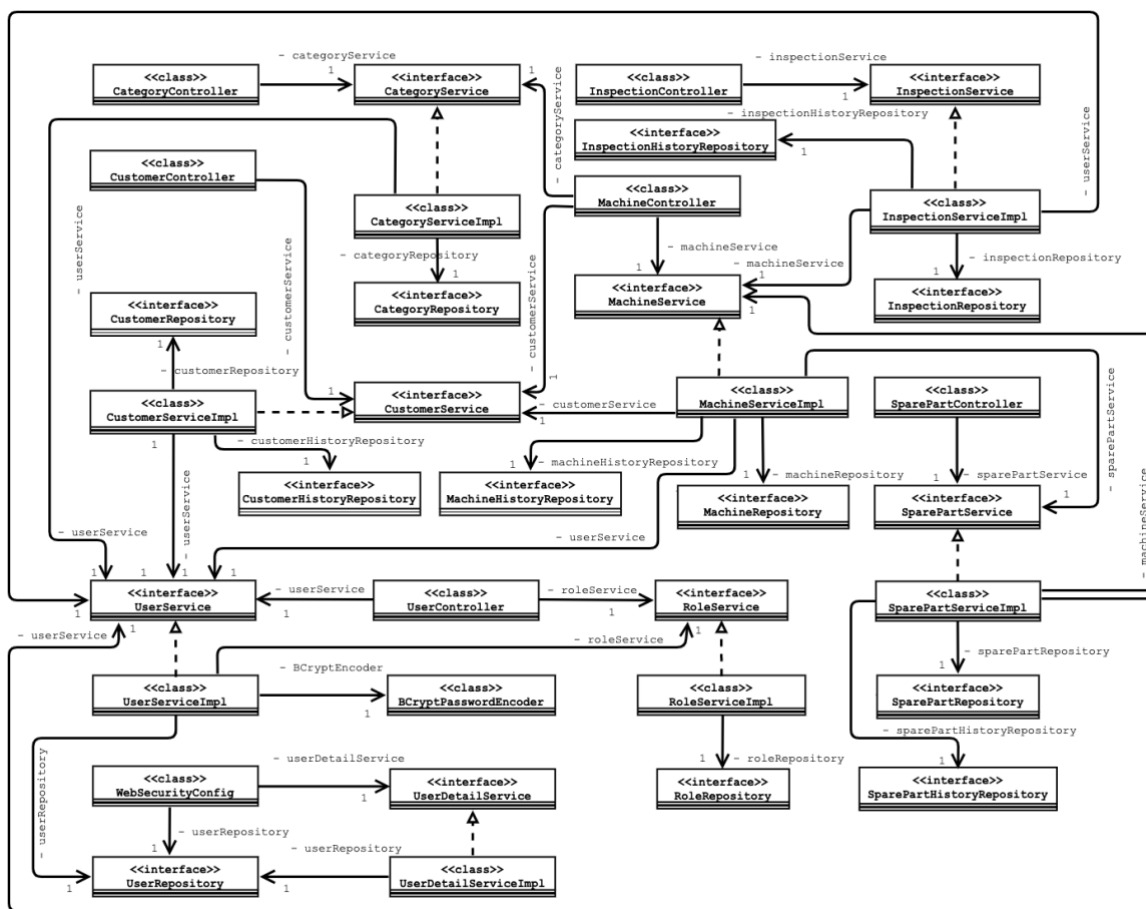 - categoryService
1
1
- inspectionService
1
<<class>>
CategoryController
<<interface>>
CategoryService
<<class>>
InspectionController
<<interface>>
InspectionService
- categoryService
- inspectionHistoryRepository
1
<<interface>>
InspectionHistoryRepository
- userService
<<class>>
CustomerController
- userService
<<class>>
CategoryServiceImpl
<<class>>
MachineController
<<class>>
InspectionServiceImpl
- categoryRepository
1
- machineService
1
- machineService
1
- inspectionRepository
1
- customerService
- customerService
<<interface>>
CustomerRepository
1
<<interface>>
CategoryRepository
<<interface>>
MachineService
1
<<interface>>
InspectionRepository
- customerRepository
1
1
<<class>>
CustomerServiceImpl
1
<<interface>>
CustomerService
1
- customerService
<<class>>
MachineServiceImpl
<<class>>
SparePartController
- sparePartService
- customerHistoryRepository
1
- machineHistoryRepository
1
- machineRepository
1
- sparePartService
1
1
<<interface>>
CustomerHistoryRepository
<<interface>>
MachineHistoryRepository
<<interface>>
MachineRepository
<<interface>>
SparePartService
- userService
- userService
- userService
- machineService
1
1
1
1
<<interface>>
UserService
1
- userService
1
<<class>>
UserController
- roleService
1
<<interface>>
RoleService
<<class>>
SparePartServiceImpl
- userService
1
- roleService
1
- sparePartRepository
1
- BCryptEncoder
1
<<class>>
UserServiceImpl
<<class>>
BCryptPasswordEncoder
<<class>>
RoleServiceImpl
<<interface>>
SparePartRepository
- sparePartHistoryRepository
1
- userRepository
- userDetailService
1
- roleRepository
1
<<class>>
WebSecurityConfig
<<interface>>
UserDetailService
<<interface>>
RoleRepository
<<interface>>
SparePartHistoryRepository
- userRepository
1
- userRepository
1
1
<<interface>>
UserRepository
<<class>>
UserDetailServiceImpl